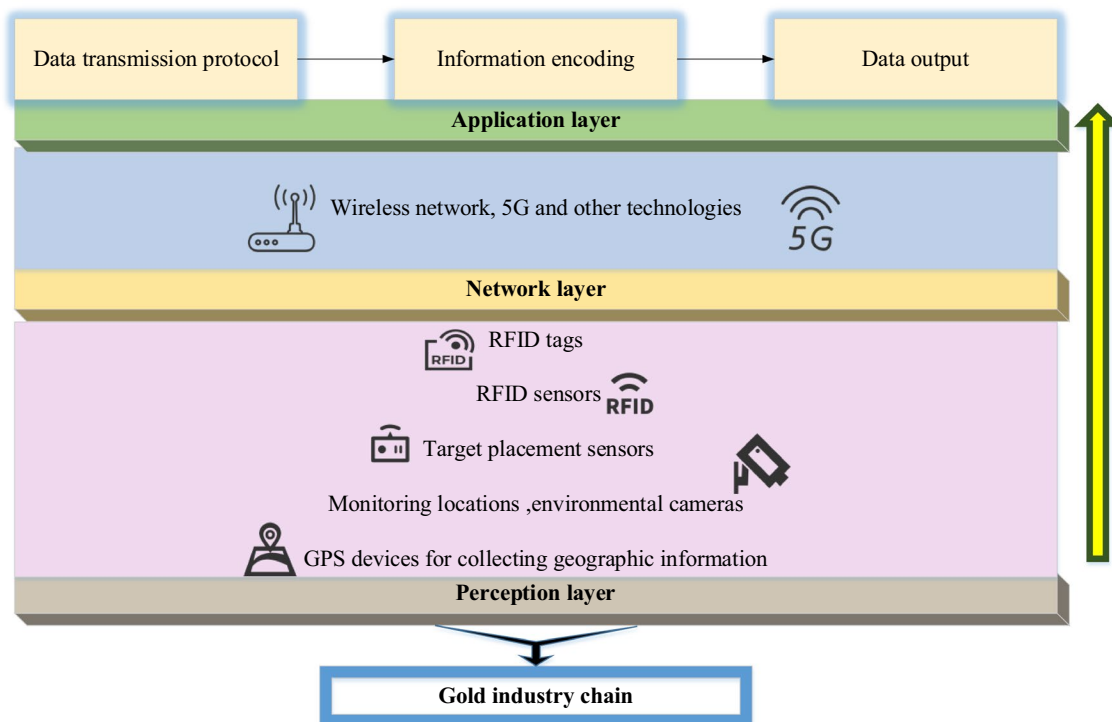 Data transmission protocol
Information encoding
Data output
Application layer
Wireless network, 5G and other technologies
5G
Network layer
RFID
RFID tags
RFID sensors
RFID
Target placement sensors
Monitoring locations ,environmental cameras
GPS devices for collecting geographic information
Perception layer
Gold industry chain